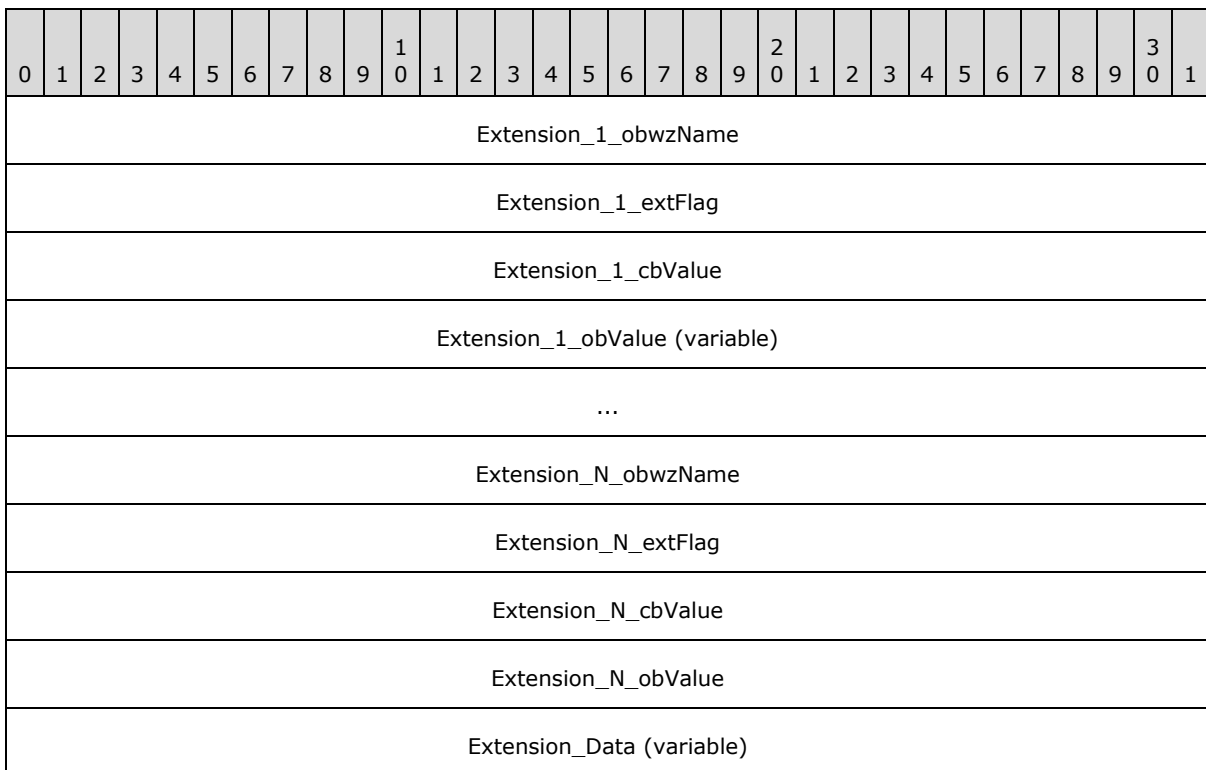 0 1 2 3 4 5 6 7 8 9 1 0 1 2 3 4 5 6 7 8 9 2 0 1 2 3 4 5 6 7 8 9 3 0 1
Extension_1_obwzName
Extension_1_extFlag
Extension_1_cbValue
Extension_1_obValue (variable)
...
Extension_N_obwzName
Extension_N_extFlag
Extension_N_cbValue
Extension_N_obValue
Extension_Data (variable)